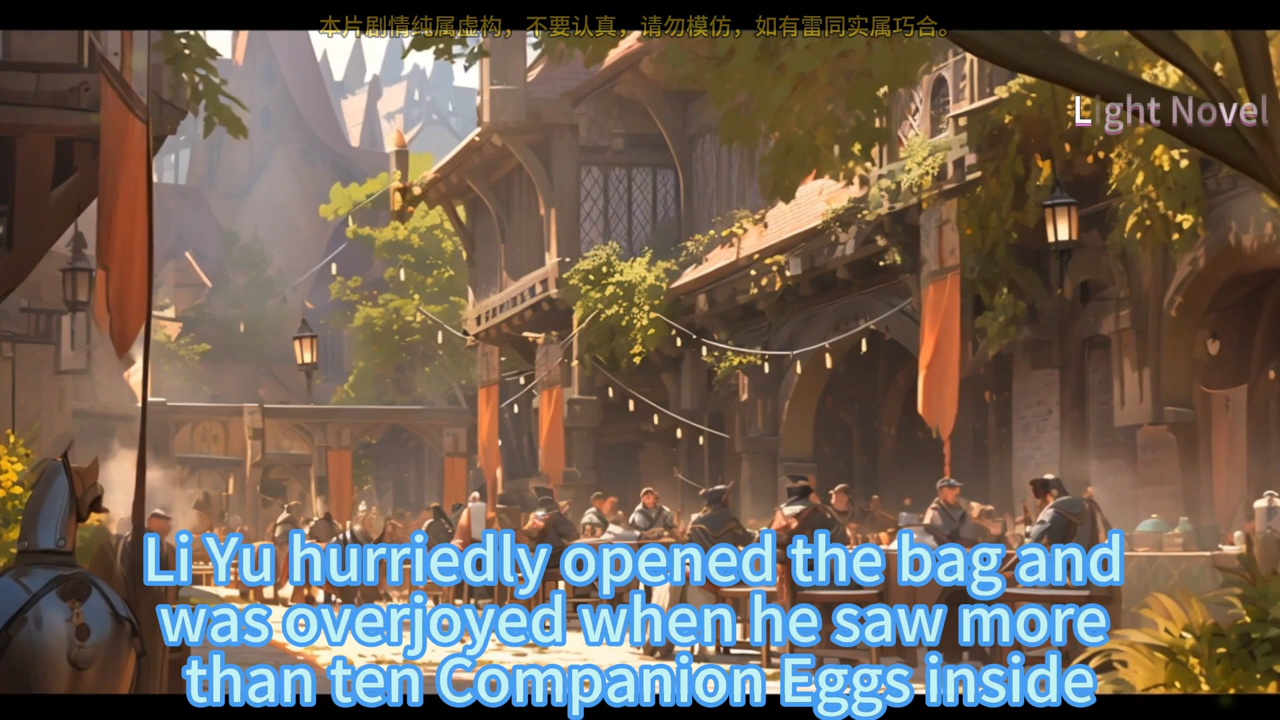 本片剧情纯属虚构，不要认真，请勿模仿，如有雷同实属巧合。
Light Novel
Li Yu hurriedly opened the bag and
was overjoyed when he saw more
than ten Companion Eggs inside